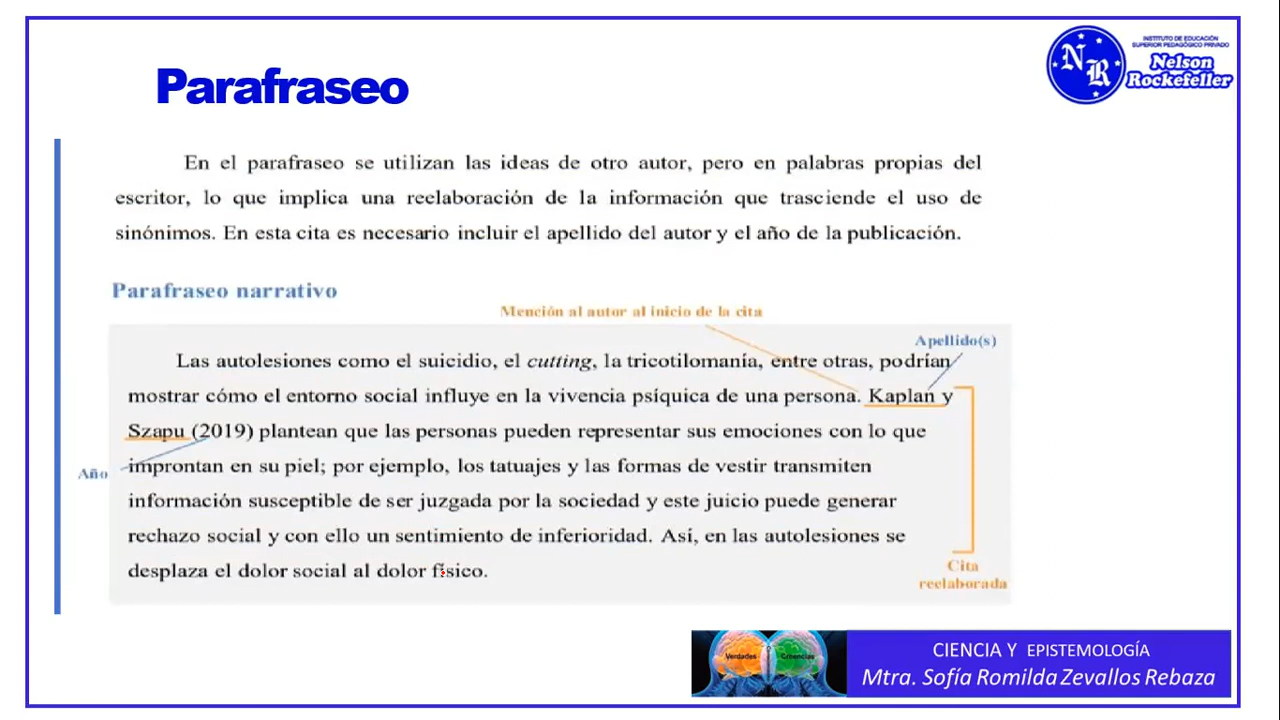 INSTITUTO DE EDUCACIÓN
SUPERIOR PEDAGÓGICO PRIVADO
Nelson
Rockefeller
NR
Parafraseo
En el parafraseo se utilizan las ideas de otro autor, pero en palabras propias del
escritor, lo que implica una reelaboración de la información que trasciende el uso de
sinónimos. En esta cita es necesario incluir el apellido del autor y el año de la publicación.
Parafraseo narrativo
Mención al autor al inicio de la cita
Apellido(s)
Las autolesiones como el suicidio, el cutting, la tricotilomanía, entre otras, podrían
mostrar cómo el entorno social influye en la vivencia psíquica de una persona. Kaplan y
Szapu (2019) plantean que las personas pueden representar sus emociones con lo que
Año
improntan en su piel; por ejemplo, los tatuajes y las formas de vestir transmiten
información susceptible de ser juzgada por la sociedad y este juicio puede generar
rechazo social y con ello un sentimiento de inferioridad. Así, en las autolesiones se
desplaza el dolor social al dolor físico.
Cita
reelaborada
Verdades
Creencias
CIENCIA Y EPISTEMOLOGÍA
Mtra. Sofía Romilda Zevallos Rebaza